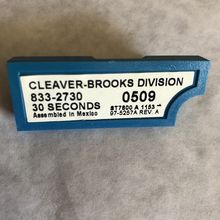 CLEAVER-BROOKS DIVISION
833-2730 0509
30 SECONDS ST7800 A 1153
Assembled in Mexico 97-5257A REV. A